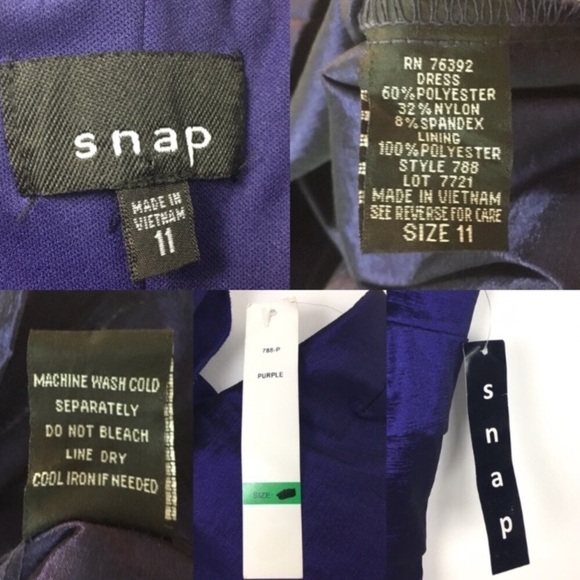 snap
MADE IN
VIETNAM
11
RN 76392
DRESS
60%POLYESTER
32%NYLON
8%SPANDEX
LINING
100%POLYESTER
STYLE 788
LOT 7721
MADE IN VIETNAM
SEE REVERSE FOR CARE
SIZE 11
MACHINE WASH COLD
SEPARATELY
DO NOT BLEACH
LINE DRY
COOL IRON IF NEEDED
788-P
PURPLE
SIZE:
snap